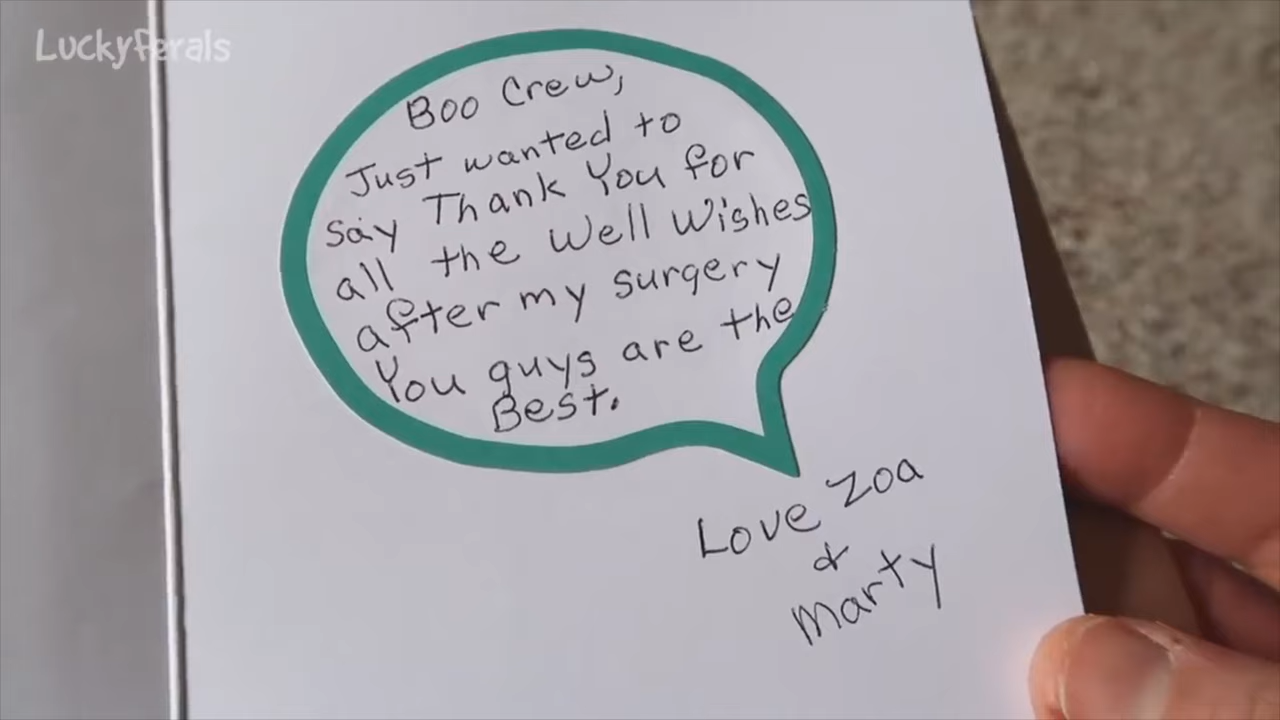 Luckyferals
Boo Crew,
Just wanted to
say Thank You for
all the Well Wishes
after my surgery
You guys are the
Best.
Love Zoa
&
Marty